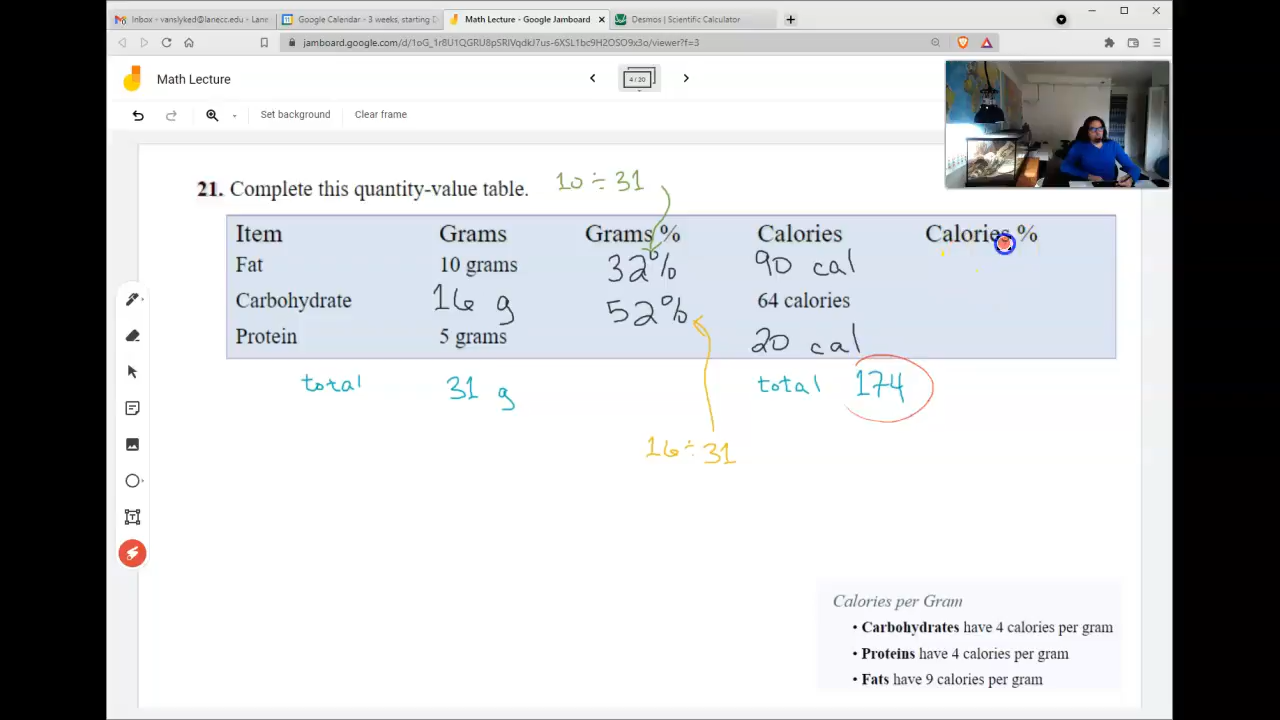 Inbox - vanslyked@lanecc.edu - Lane
Google Calendar - 3 weeks, starting D
Math Lecture - Google Jamboard
Desmos | Scientific Calculator
jamboard.google.com/d/1oG_1r8U1QGRU8pSRlVqdkJ7us-6XSL1bc9H2OSO9x3o/viewer?f=3
Math Lecture
4 / 20
Set background
Clear frame
21. Complete this quantity-value table.
10 ÷ 31
Item Grams Grams % Calories Calories %
Fat 10 grams 32% 90 cal
Carbohydrate 16 g 52% 64 calories
Protein 5 grams 20 cal
total 31 g total 174
16 ÷ 31
Calories per Gram
• Carbohydrates have 4 calories per gram
• Proteins have 4 calories per gram
• Fats have 9 calories per gram